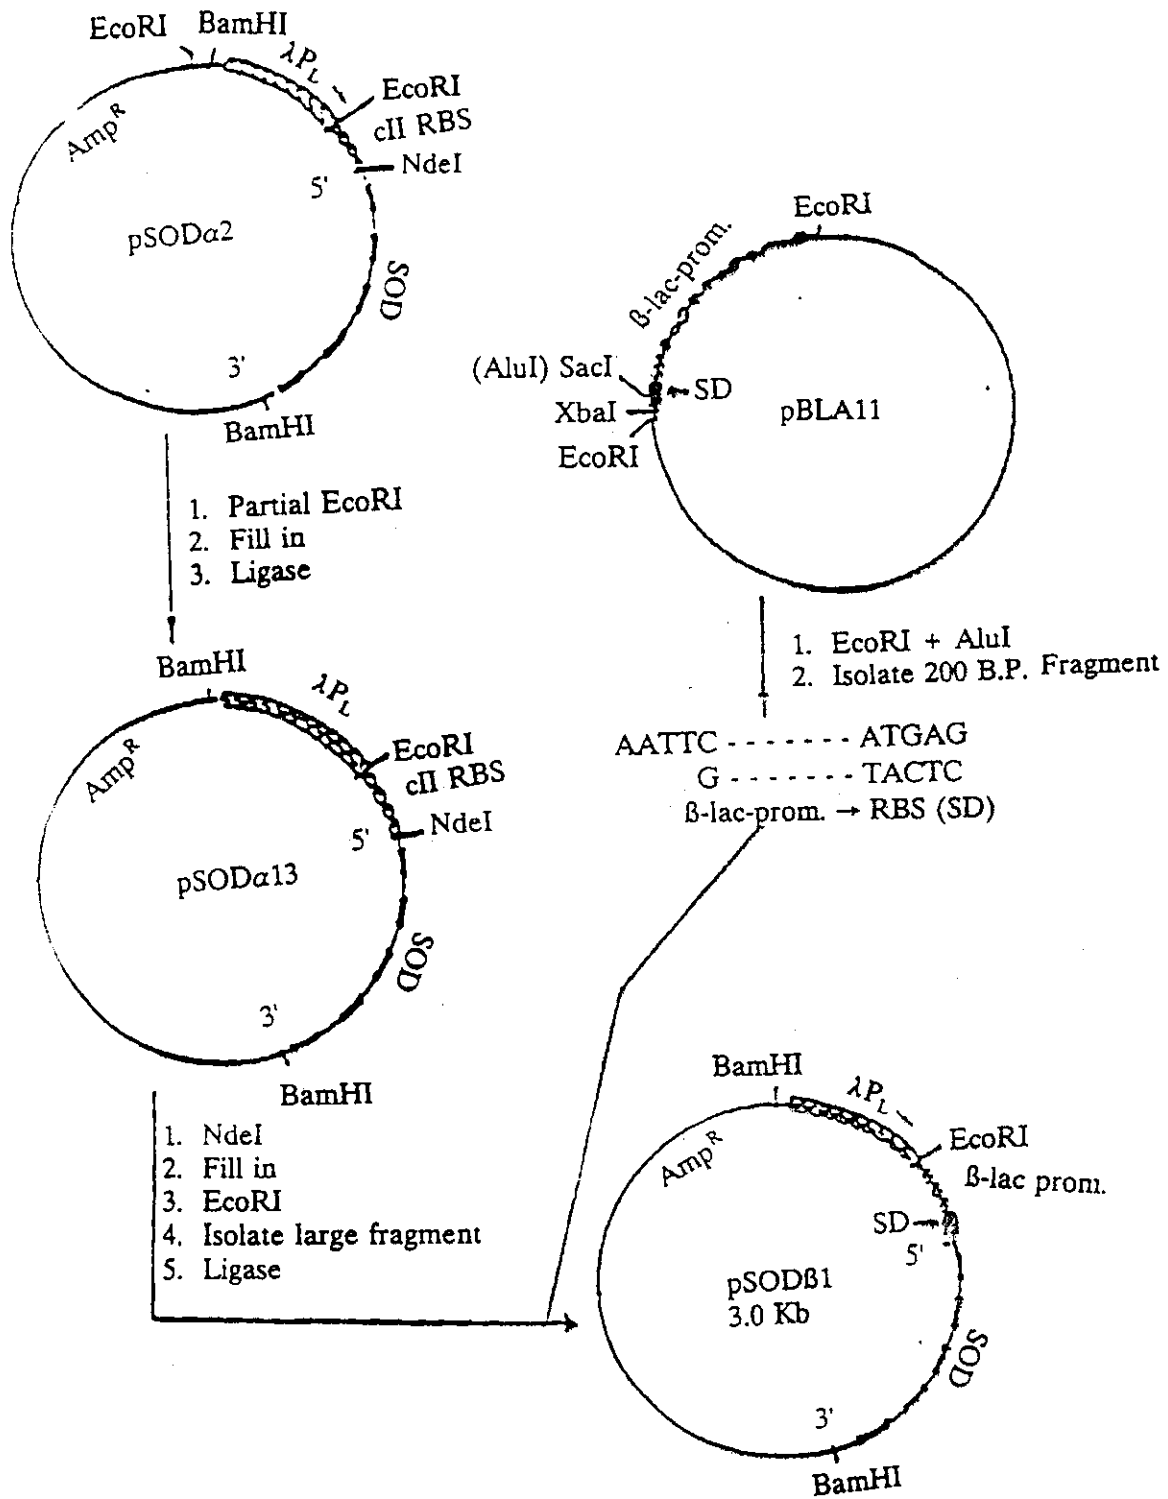 EcoRI BamHI
λPL
EcoRI
cII RBS
NdeI
AmpR
5'
pSODα2
SOD
3'
BamHI
EcoRI
ß-lac-prom.
(AluI) SacI
SD
XbaI
pBLA11
EcoRI
1. Partial EcoRI
2. Fill in
3. Ligase
1. EcoRI + AluI
2. Isolate 200 B.P. Fragment
AATTC - - - - - - - ATGAG
G - - - - - - - TACTC
ß-lac-prom. → RBS (SD)
BamHI
λPL
EcoRI
cII RBS
AmpR
NdeI
5'
pSODα13
SOD
3'
BamHI
1. NdeI
2. Fill in
3. EcoRI
4. Isolate large fragment
5. Ligase
BamHI
λPL
EcoRI
AmpR
ß-lac prom.
SD
5'
pSODß1
3.0 Kb
SOD
3'
BamHI